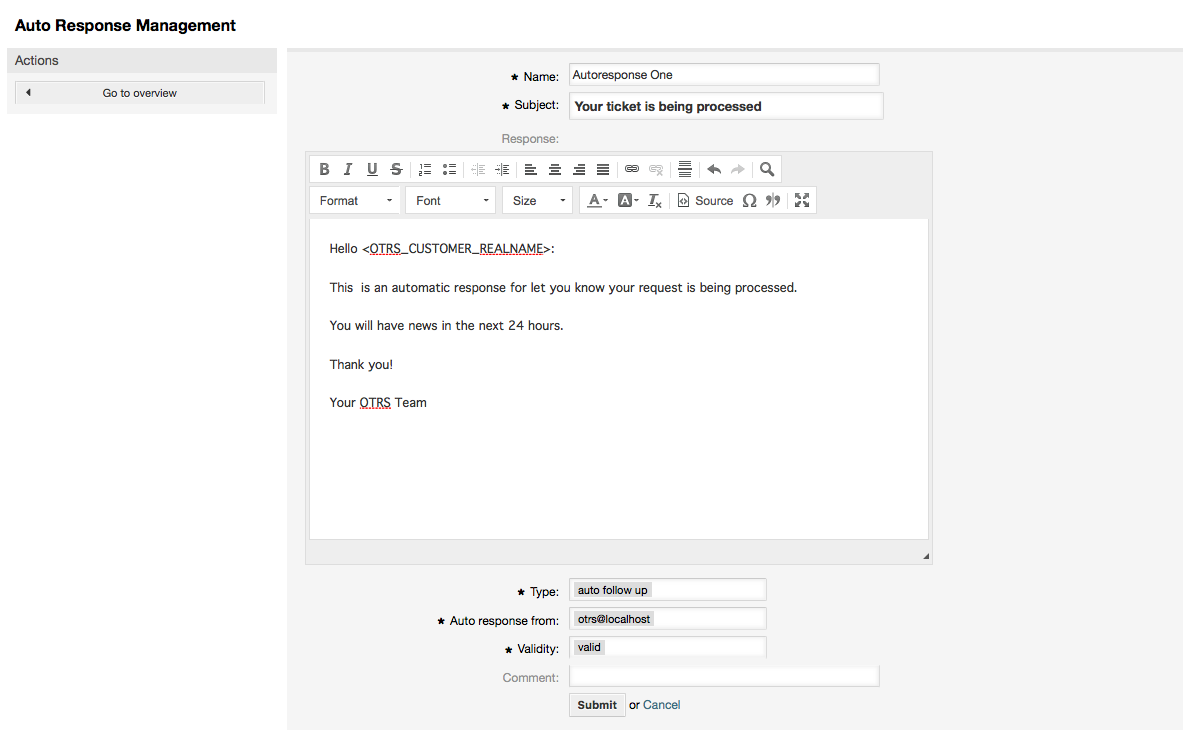 Auto Response Management
Actions
Go to overview
* Name: Autoresponse One
* Subject: Your ticket is being processed
Response:
B I U S
Format Font Size A A Tx Source Ω
Hello <OTRS_CUSTOMER_REALNAME>:
This  is an automatic response for let you know your request is being processed.
You will have news in the next 24 hours.
Thank you!
Your OTRS Team
* Type: auto follow up
* Auto response from: otrs@localhost
* Validity: valid
Comment:
Submit or Cancel